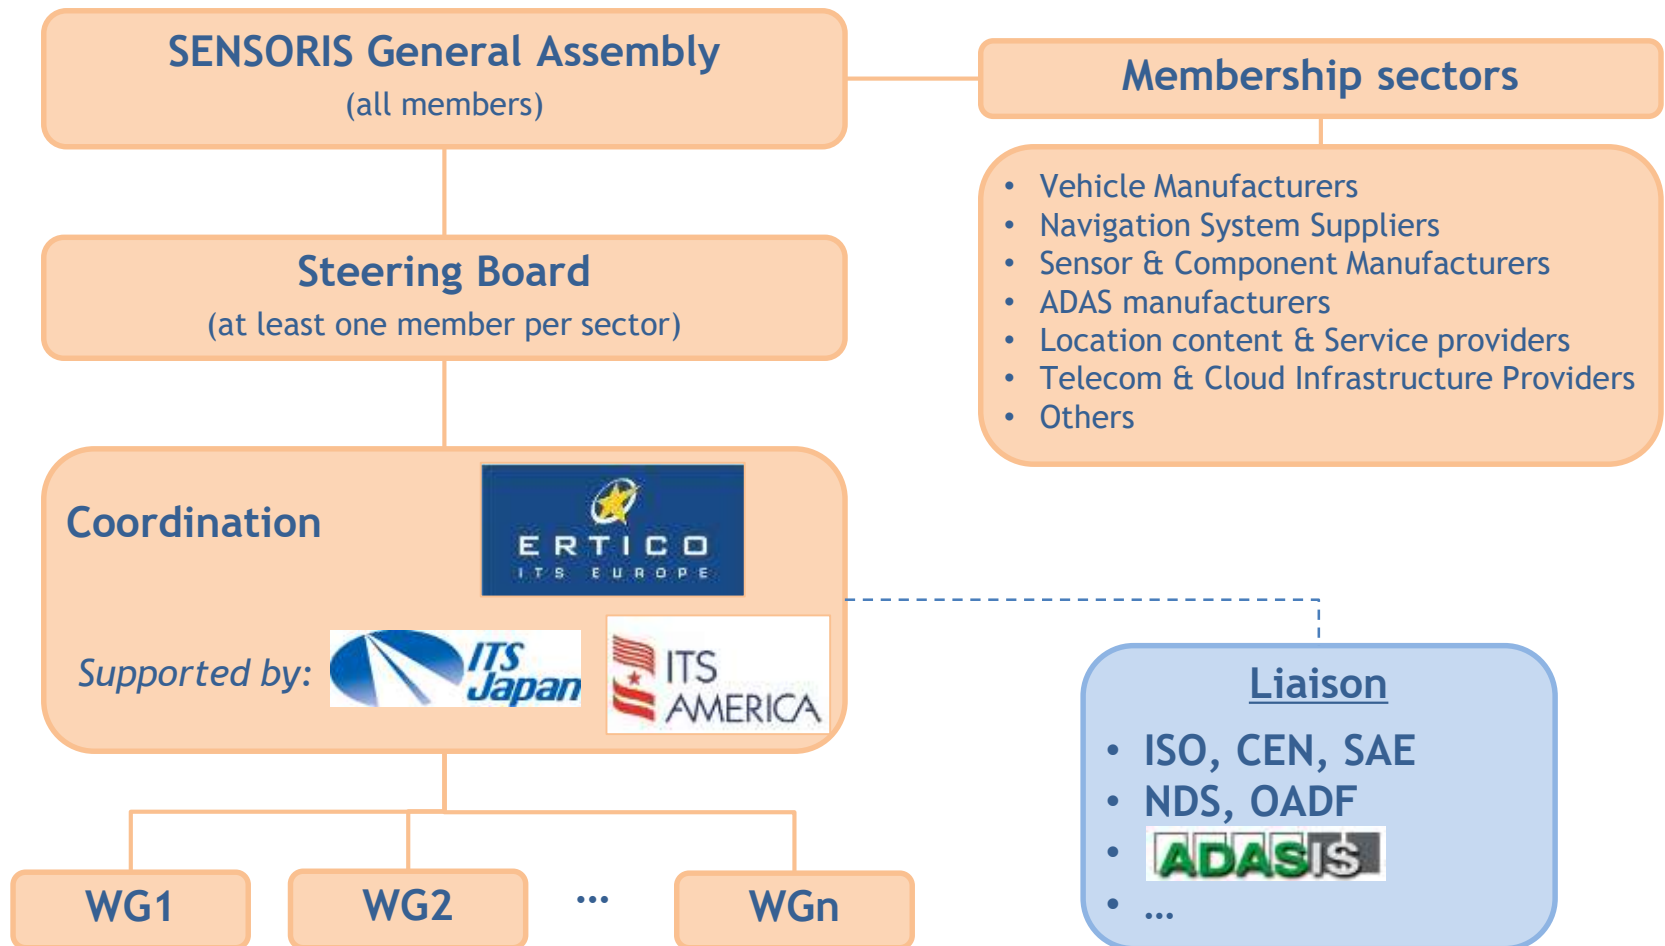 SENSORIS General Assembly
(all members)
Membership sectors
• Vehicle Manufacturers
• Navigation System Suppliers
• Sensor & Component Manufacturers
• ADAS manufacturers
• Location content & Service providers
• Telecom & Cloud Infrastructure Providers
• Others
Steering Board
(at least one member per sector)
Coordination
ERTICO
ITS EUROPE
Supported by:
ITS
Japan
ITS
AMERICA
Liaison
• ISO, CEN, SAE
• NDS, OADF
• ADASIS
• …
WG1
WG2
…
WGn